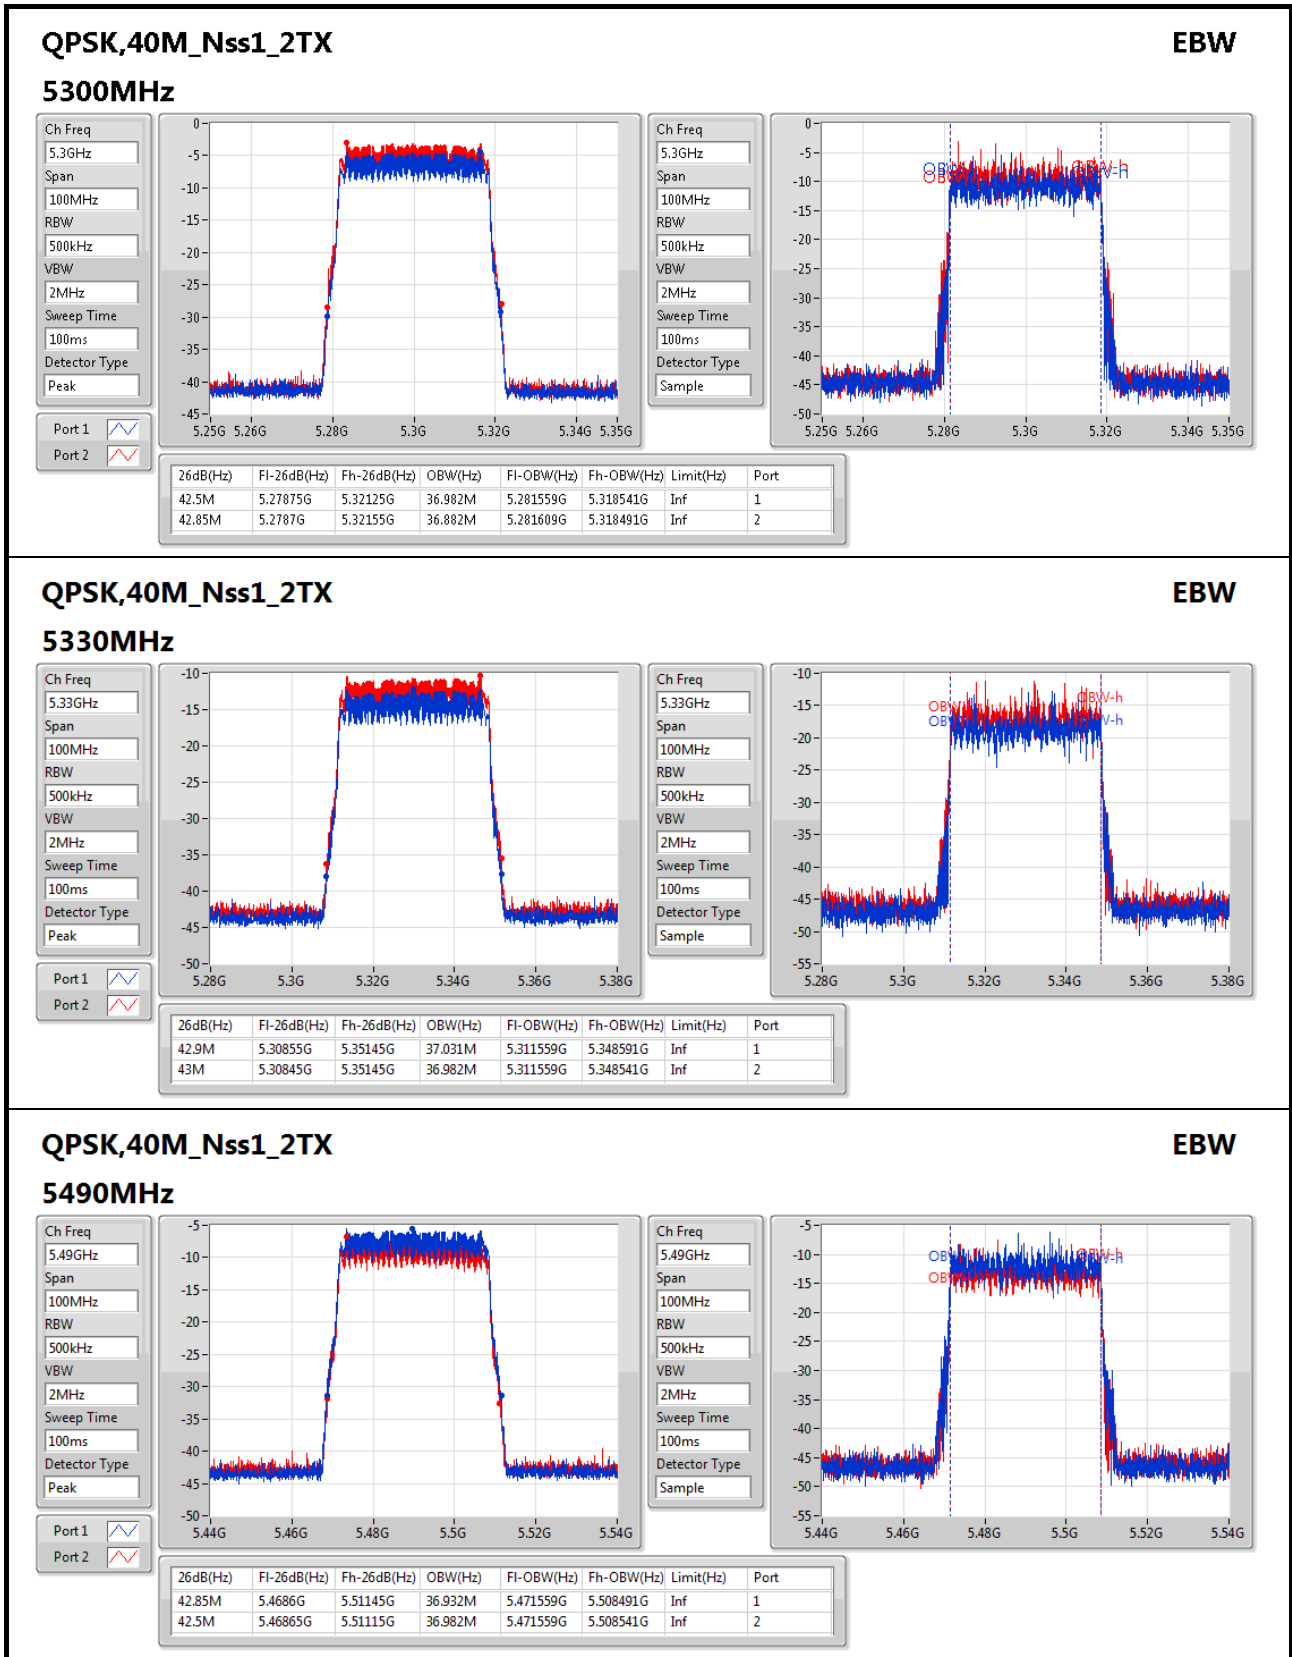 QPSK,40M_Nss1_2TX EBW
5300MHz
Ch Freq
5.3GHz
Span
100MHz
RBW
500kHz
VBW
2MHz
Sweep Time
100ms
Detector Type
Peak
Port 1
Port 2
0
-5
-10
-15
-20
-25
-30
-35
-40
-45
5.25G 5.26G 5.28G 5.3G 5.32G 5.34G 5.35G
Ch Freq
5.3GHz
Span
100MHz
RBW
500kHz
VBW
2MHz
Sweep Time
100ms
Detector Type
Sample
0
-5
-10
-15
-20
-25
-30
-35
-40
-45
-50
5.25G 5.26G 5.28G 5.3G 5.32G 5.34G 5.35G
26dB(Hz) Fl-26dB(Hz) Fh-26dB(Hz) OBW(Hz) Fl-OBW(Hz) Fh-OBW(Hz) Limit(Hz) Port
42.5M 5.27875G 5.32125G 36.982M 5.281559G 5.318541G Inf 1
42.85M 5.2787G 5.32155G 36.882M 5.281609G 5.318491G Inf 2
QPSK,40M_Nss1_2TX EBW
5330MHz
Ch Freq
5.33GHz
Span
100MHz
RBW
500kHz
VBW
2MHz
Sweep Time
100ms
Detector Type
Peak
Port 1
Port 2
-10
-15
-20
-25
-30
-35
-40
-45
-50
5.28G 5.3G 5.32G 5.34G 5.36G 5.38G
Ch Freq
5.33GHz
Span
100MHz
RBW
500kHz
VBW
2MHz
Sweep Time
100ms
Detector Type
Sample
-10
-15
-20
-25
-30
-35
-40
-45
-50
-55
OBW-h
5.28G 5.3G 5.32G 5.34G 5.36G 5.38G
26dB(Hz) Fl-26dB(Hz) Fh-26dB(Hz) OBW(Hz) Fl-OBW(Hz) Fh-OBW(Hz) Limit(Hz) Port
42.9M 5.30855G 5.35145G 37.031M 5.311559G 5.348591G Inf 1
43M 5.30845G 5.35145G 36.982M 5.311559G 5.348541G Inf 2
QPSK,40M_Nss1_2TX EBW
5490MHz
Ch Freq
5.49GHz
Span
100MHz
RBW
500kHz
VBW
2MHz
Sweep Time
100ms
Detector Type
Peak
Port 1
Port 2
-5
-10
-15
-20
-25
-30
-35
-40
-45
-50
5.44G 5.46G 5.48G 5.5G 5.52G 5.54G
Ch Freq
5.49GHz
Span
100MHz
RBW
500kHz
VBW
2MHz
Sweep Time
100ms
Detector Type
Sample
-5
-10
-15
-20
-25
-30
-35
-40
-45
-50
-55
OBW-h
5.44G 5.46G 5.48G 5.5G 5.52G 5.54G
26dB(Hz) Fl-26dB(Hz) Fh-26dB(Hz) OBW(Hz) Fl-OBW(Hz) Fh-OBW(Hz) Limit(Hz) Port
42.85M 5.4686G 5.51145G 36.932M 5.471559G 5.508491G Inf 1
42.5M 5.46865G 5.51115G 36.982M 5.471559G 5.508541G Inf 2